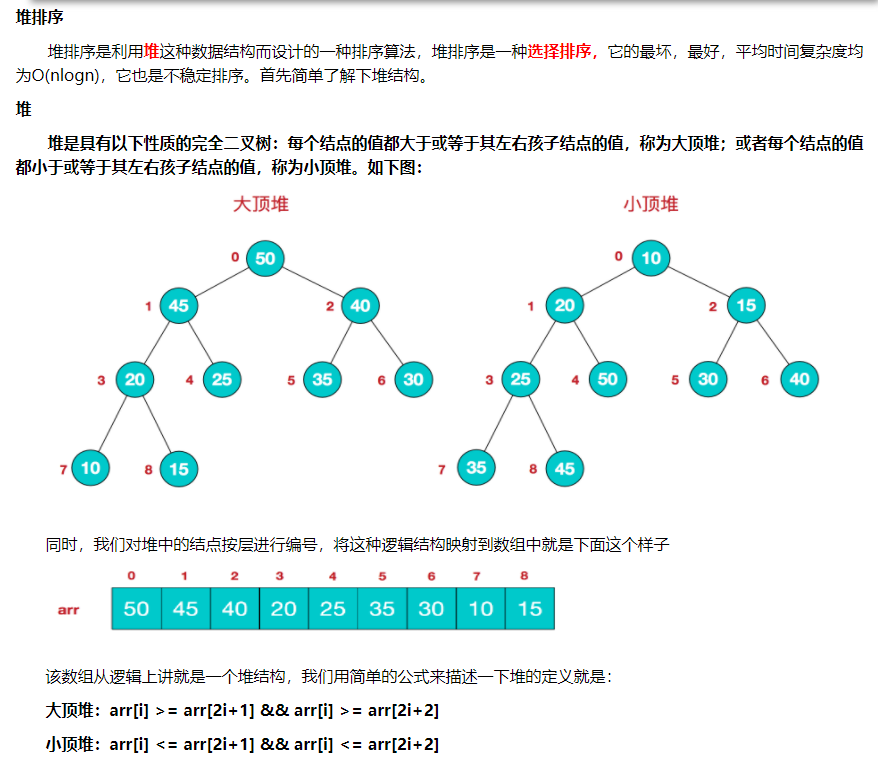 堆排序
堆排序是利用堆这种数据结构而设计的一种排序算法，堆排序是一种选择排序，它的最坏，最好，平均时间复杂度均
为O(nlogn)，它也是不稳定排序。首先简单了解下堆结构。
堆
堆是具有以下性质的完全二叉树：每个结点的值都大于或等于其左右孩子结点的值，称为大顶堆；或者每个结点的值
都小于或等于其左右孩子结点的值，称为小顶堆。如下图：
大顶堆 小顶堆
0 50 0 10
1 45 2 40 1 20 2 15
3 20 4 25 5 35 6 30 3 25 4 50 5 30 6 40
7 10 8 15 7 35 8 45
同时，我们对堆中的结点按层进行编号，将这种逻辑结构映射到数组中就是下面这个样子
0 1 2 3 4 5 6 7 8
arr 50 45 40 20 25 35 30 10 15
该数组从逻辑上讲就是一个堆结构，我们用简单的公式来描述一下堆的定义就是：
大顶堆：arr[i] >= arr[2i+1] && arr[i] >= arr[2i+2]
小顶堆：arr[i] <= arr[2i+1] && arr[i] <= arr[2i+2]